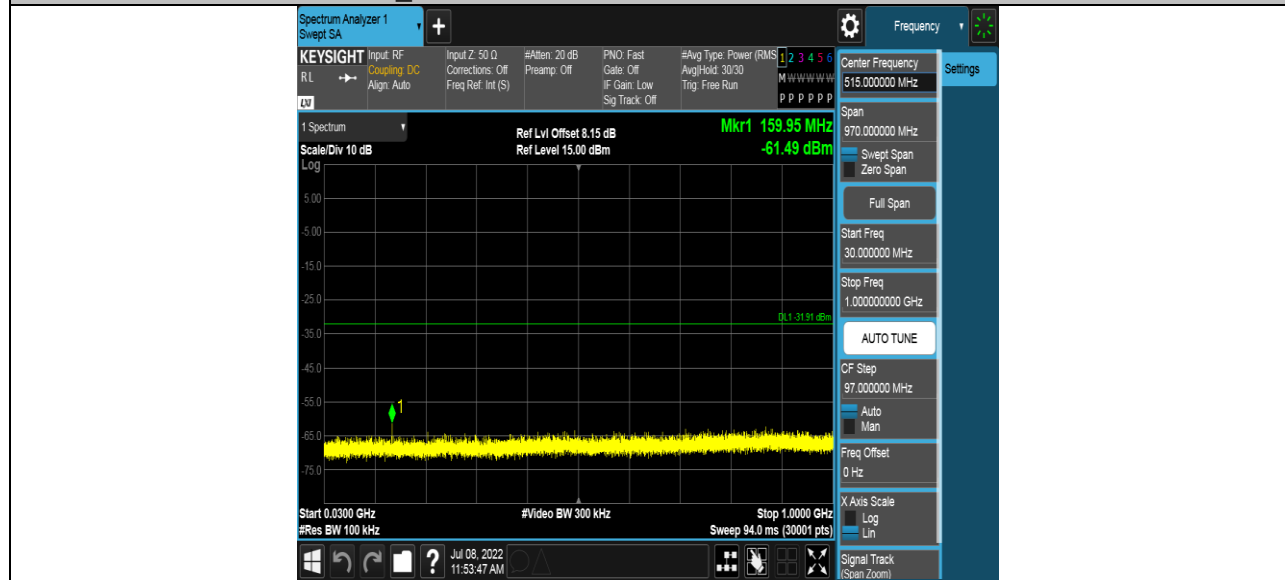 Spectrum Analyzer 1
Swept SA
+
Frequency
KEYSIGHT
RL
LXI
Input: RF
Coupling: DC
Align: Auto
Input Z: 50 Ω
Corrections: Off
Freq Ref: Int (S)
#Atten: 20 dB
Preamp: Off
PNO: Fast
Gate: Off
IF Gain: Low
Sig Track: Off
#Avg Type: Power (RMS
Avg|Hold: 30/30
Trig: Free Run
1 2 3 4 5 6
M W W W W W
P P P P P P
1 Spectrum
Scale/Div 10 dB
Log
Ref Lvl Offset 8.15 dB
Ref Level 15.00 dBm
Mkr1 159.95 MHz
-61.49 dBm
5.00
-5.00
-15.0
-25.0
DL1 -31.91 dBm
-35.0
-45.0
-55.0
1
-65.0
-75.0
Start 0.0300 GHz
#Res BW 100 kHz
#Video BW 300 kHz
Stop 1.0000 GHz
Sweep 94.0 ms (30001 pts)
?
Jul 08, 2022
11:53:47 AM
Center Frequency
515.000000 MHz
Settings
Span
970.000000 MHz
Swept Span
Zero Span
Full Span
Start Freq
30.000000 MHz
Stop Freq
1.000000000 GHz
AUTO TUNE
CF Step
97.000000 MHz
Auto
Man
Freq Offset
0 Hz
X Axis Scale
Log
Lin
Signal Track
(Span Zoom)